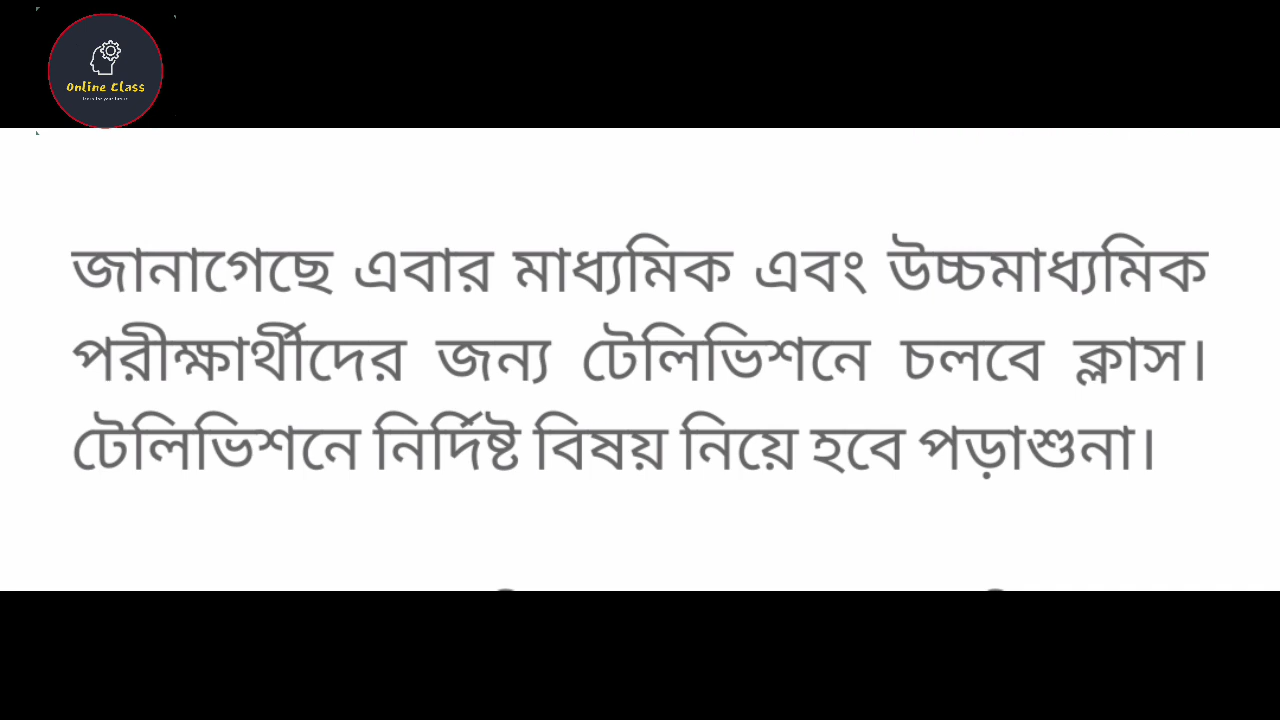 Online Class
জানাগেছে এবার মাধ্যমিক এবং উচ্চমাধ্যমিক
পরীক্ষার্থীদের জন্য টেলিভিশনে চলবে ক্লাস।
টেলিভিশনে নির্দিষ্ট বিষয় নিয়ে হবে পড়াশুনা।